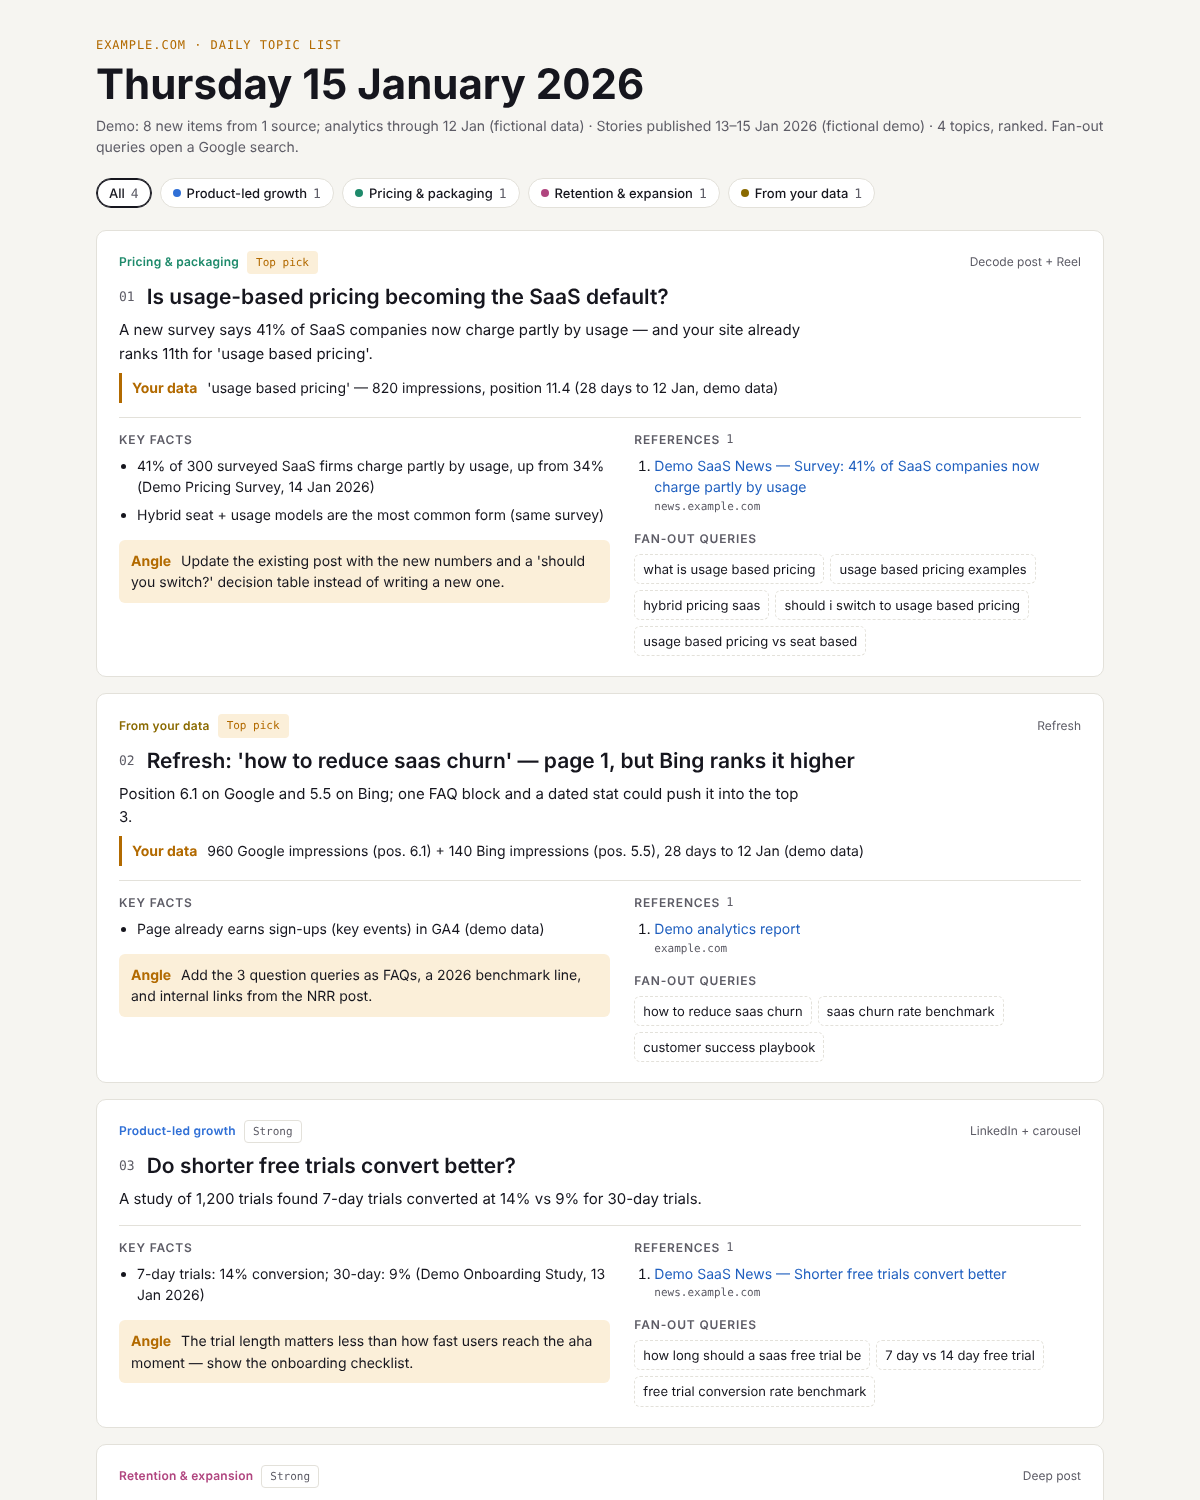 EXAMPLE.COM · DAILY TOPIC LIST
Thursday 15 January 2026
Demo: 8 new items from 1 source; analytics through 12 Jan (fictional data) · Stories published 13–15 Jan 2026 (fictional demo) · 4 topics, ranked. Fan-out
queries open a Google search.
All 4
Product-led growth 1
Pricing & packaging 1
Retention & expansion 1
From your data 1
Pricing & packaging Top pick
Decode post + Reel
01 Is usage-based pricing becoming the SaaS default?
A new survey says 41% of SaaS companies now charge partly by usage — and your site already
ranks 11th for 'usage based pricing'.
Your data 'usage based pricing' — 820 impressions, position 11.4 (28 days to 12 Jan, demo data)
KEY FACTS
• 41% of 300 surveyed SaaS firms charge partly by usage, up from 34%
(Demo Pricing Survey, 14 Jan 2026)
• Hybrid seat + usage models are the most common form (same survey)
Angle Update the existing post with the new numbers and a 'should
you switch?' decision table instead of writing a new one.
REFERENCES 1
1. Demo SaaS News — Survey: 41% of SaaS companies now
charge partly by usage
news.example.com
FAN-OUT QUERIES
what is usage based pricing
usage based pricing examples
hybrid pricing saas
should i switch to usage based pricing
usage based pricing vs seat based
From your data Top pick
Refresh
02 Refresh: 'how to reduce saas churn' — page 1, but Bing ranks it higher
Position 6.1 on Google and 5.5 on Bing; one FAQ block and a dated stat could push it into the top
3.
Your data 960 Google impressions (pos. 6.1) + 140 Bing impressions (pos. 5.5), 28 days to 12 Jan (demo data)
KEY FACTS
• Page already earns sign-ups (key events) in GA4 (demo data)
Angle Add the 3 question queries as FAQs, a 2026 benchmark line,
and internal links from the NRR post.
REFERENCES 1
1. Demo analytics report
example.com
FAN-OUT QUERIES
how to reduce saas churn
saas churn rate benchmark
customer success playbook
Product-led growth Strong
LinkedIn + carousel
03 Do shorter free trials convert better?
A study of 1,200 trials found 7-day trials converted at 14% vs 9% for 30-day trials.
KEY FACTS
• 7-day trials: 14% conversion; 30-day: 9% (Demo Onboarding Study, 13
Jan 2026)
Angle The trial length matters less than how fast users reach the aha
moment — show the onboarding checklist.
REFERENCES 1
1. Demo SaaS News — Shorter free trials convert better
news.example.com
FAN-OUT QUERIES
how long should a saas free trial be
7 day vs 14 day free trial
free trial conversion rate benchmark
Retention & expansion Strong
Deep post